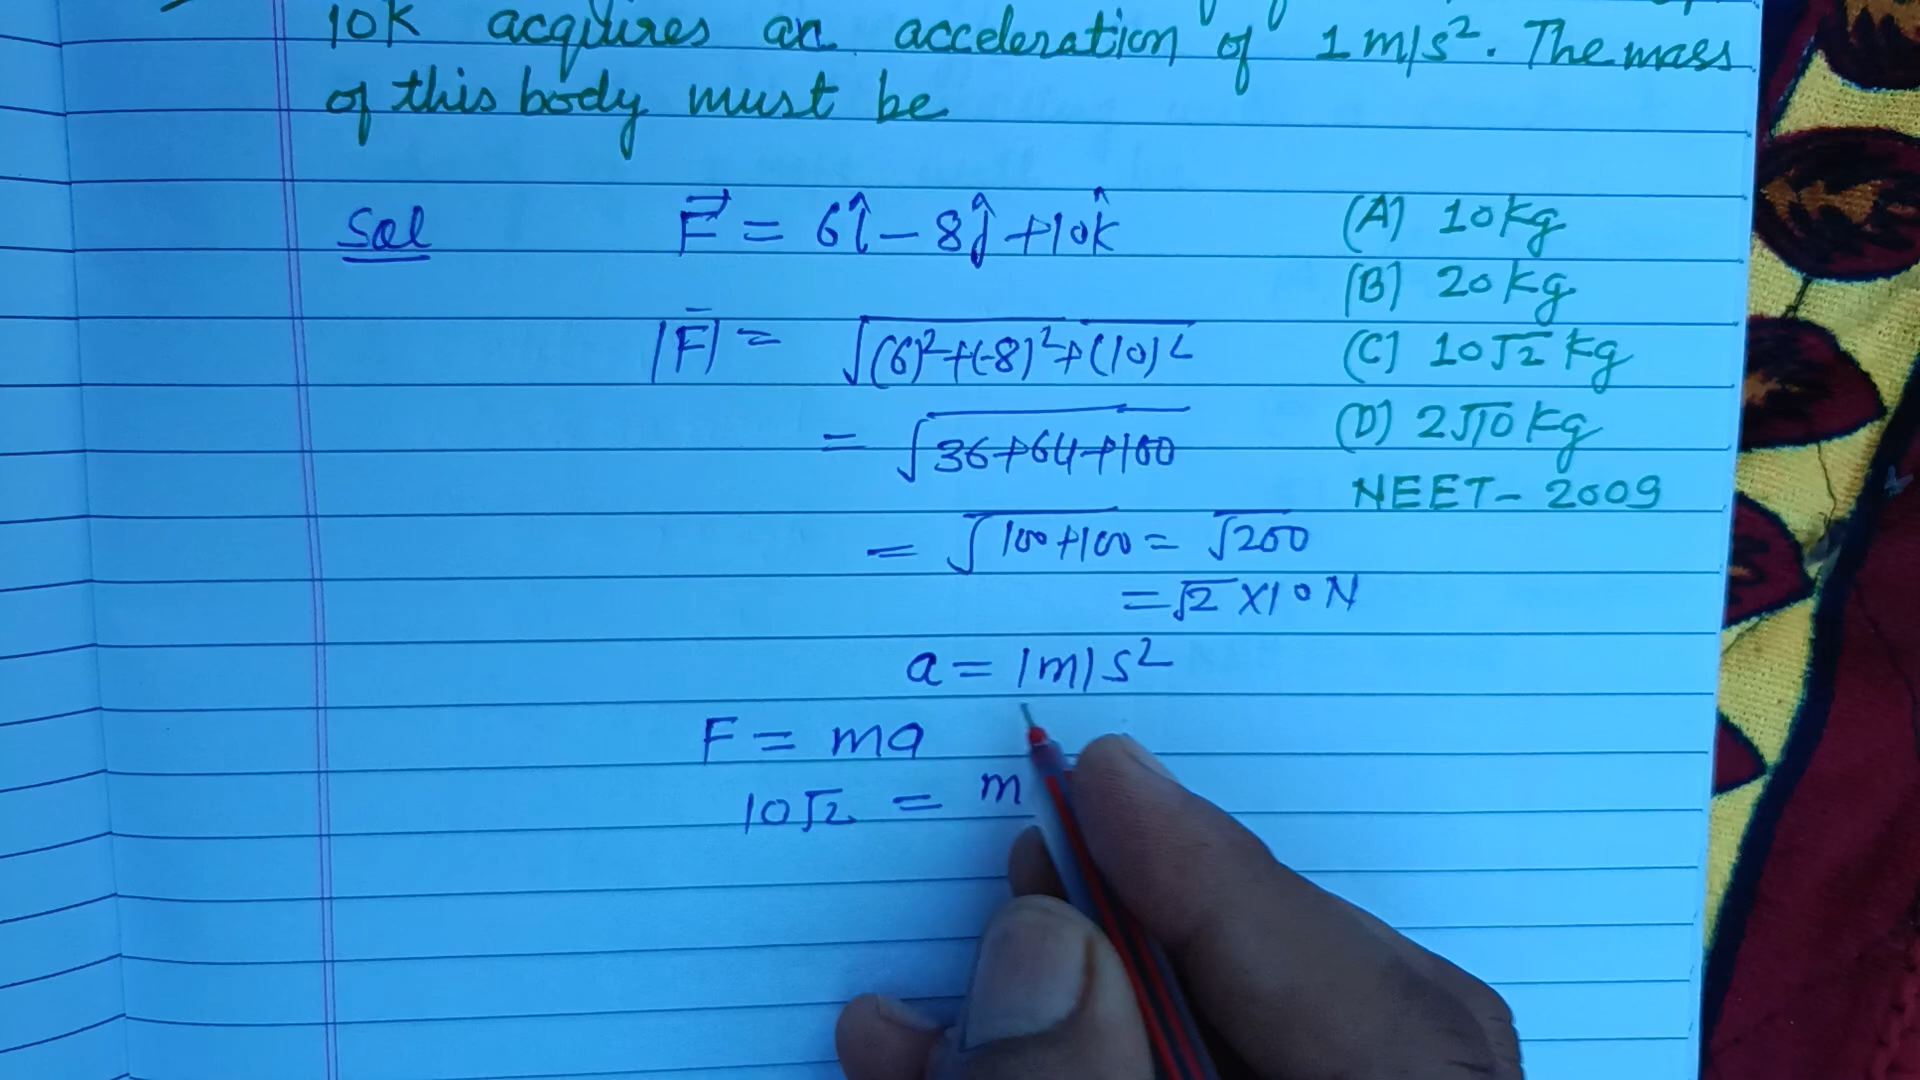 10K acquires an acceleration of 1m/s². The mass
of this body must be
Sol
F⃗ = 6î - 8ĵ + 10k̂
|F̄| = √(6)²+(-8)²+(10)²
= √36+64+100
= √100+100 = √200
= √2 X10 N
a = 1m/s²
F = ma
10√2 = m
(A) 10kg
(B) 20kg
(C) 10√2 kg
(D) 2√10 kg
NEET- 2009